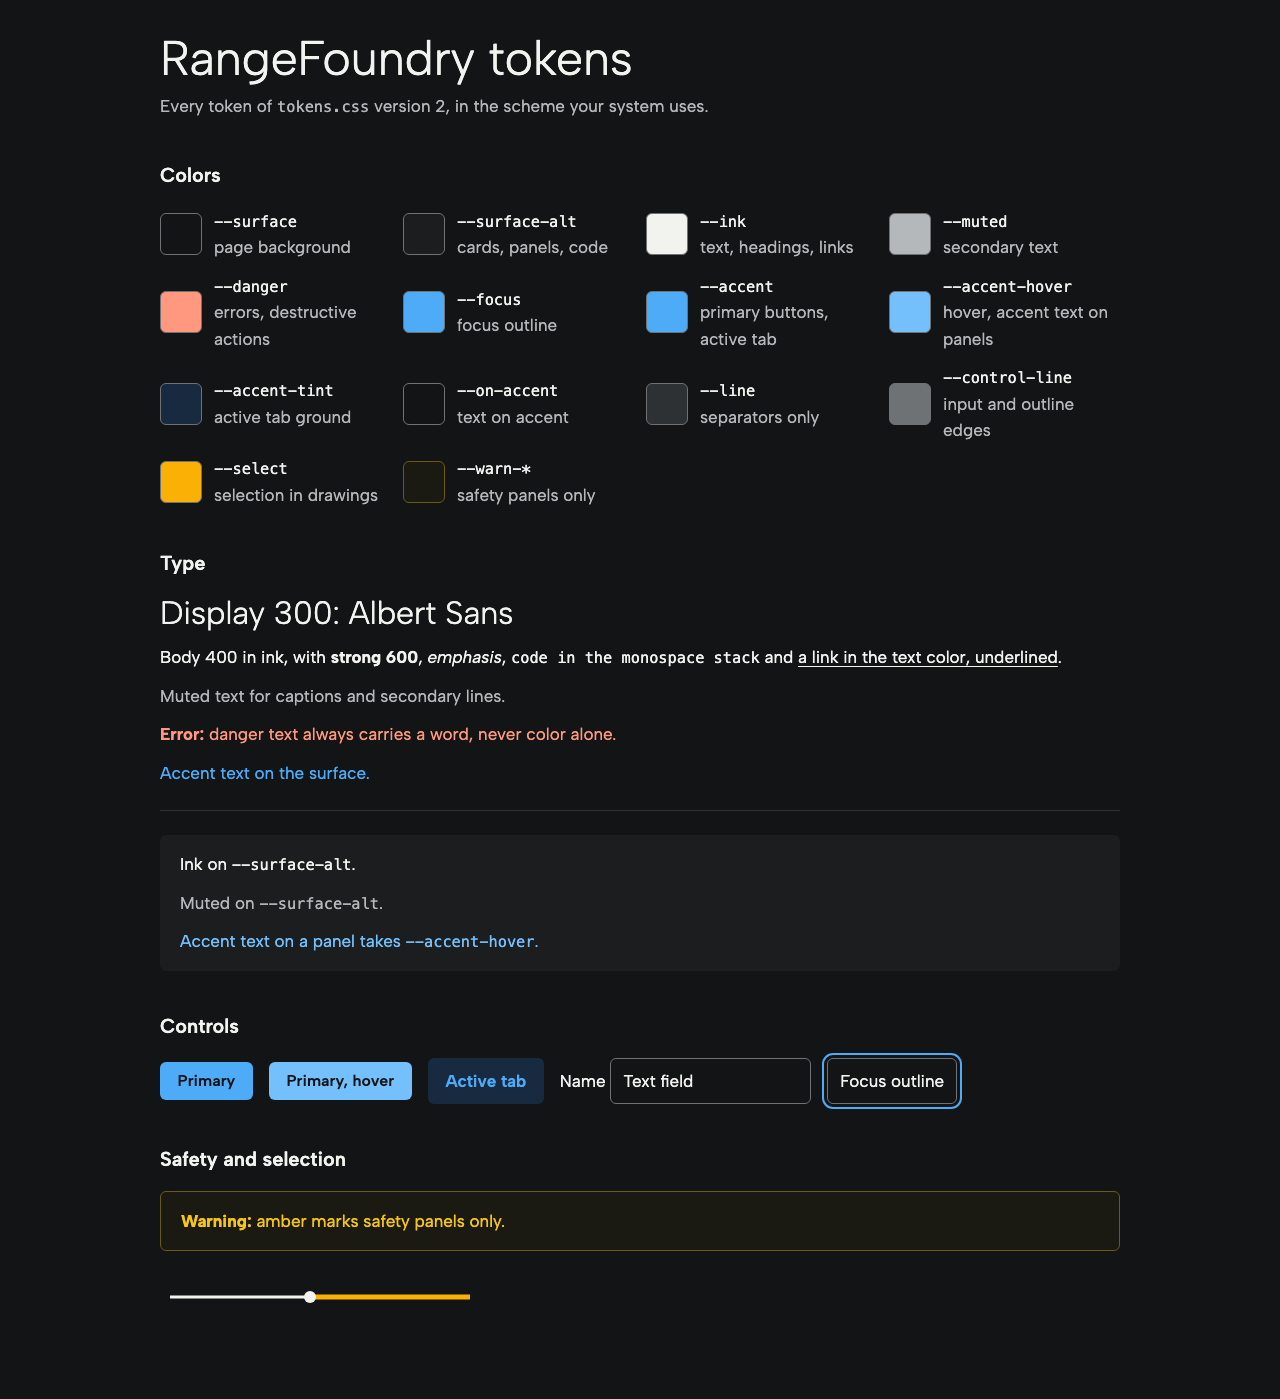 RangeFoundry tokens
Every token of tokens.css version 2, in the scheme your system uses.
Colors
--surface
page background
--surface-alt
cards, panels, code
--ink
text, headings, links
--muted
secondary text
--danger
errors, destructive
actions
--focus
focus outline
--accent
primary buttons,
active tab
--accent-hover
hover, accent text on
panels
--accent-tint
active tab ground
--on-accent
text on accent
--line
separators only
--control-line
input and outline
edges
--select
selection in drawings
--warn-*
safety panels only
Type
Display 300: Albert Sans
Body 400 in ink, with strong 600, emphasis, code in the monospace stack and a link in the text color, underlined.
Muted text for captions and secondary lines.
Error: danger text always carries a word, never color alone.
Accent text on the surface.
Ink on --surface-alt.
Muted on --surface-alt.
Accent text on a panel takes --accent-hover.
Controls
Primary
Primary, hover
Active tab
Name
Text field
Focus outline
Safety and selection
Warning: amber marks safety panels only.